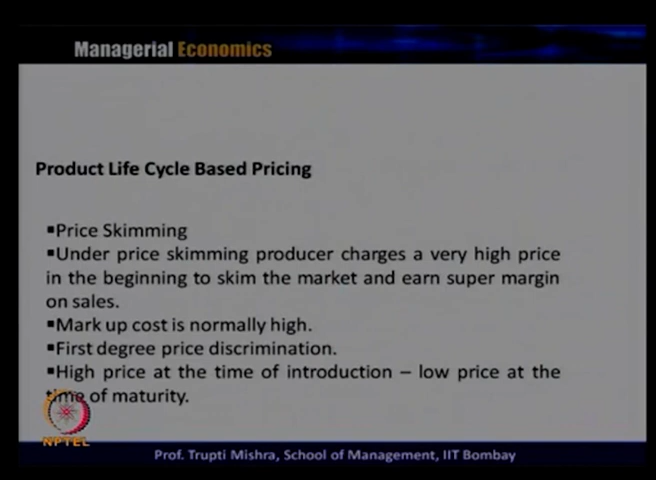 Managerial Economics
Product Life Cycle Based Pricing
▪Price Skimming
▪Under price skimming producer charges a very high price
in the beginning to skim the market and earn super margin
on sales.
▪Mark up cost is normally high.
▪First degree price discrimination.
▪High price at the time of introduction – low price at the
time of maturity.
NPTEL
Prof. Trupti Mishra, School of Management, IIT Bombay